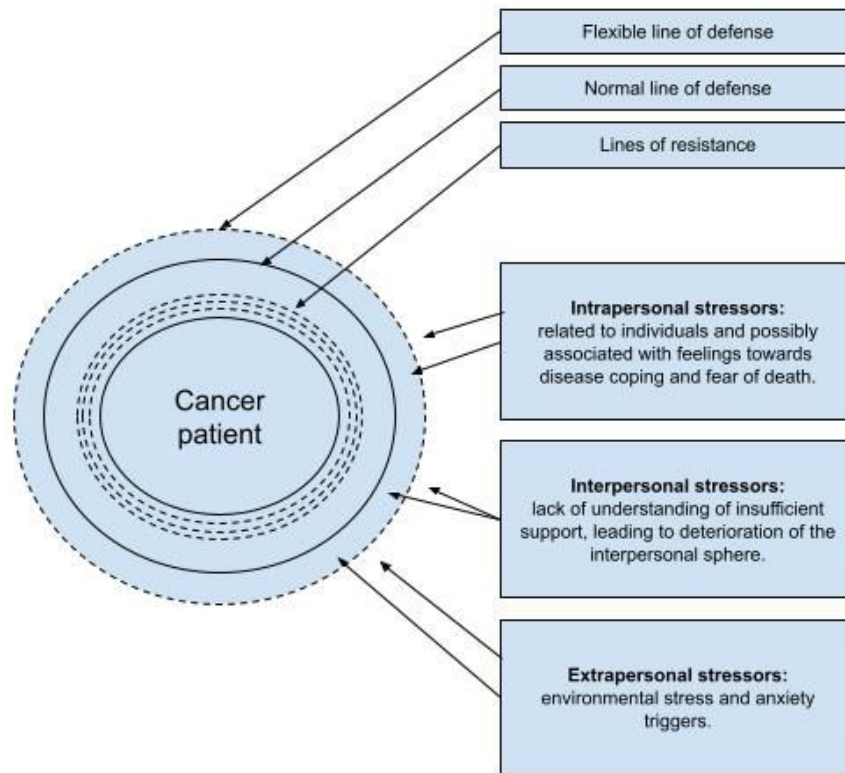 Flexible line of defense
Normal line of defense
Lines of resistance
Cancer
patient
Intrapersonal stressors:
related to individuals and possibly
associated with feelings towards
disease coping and fear of death.
Interpersonal stressors:
lack of understanding of insufficient
support, leading to deterioration of the
interpersonal sphere.
Extrapersonal stressors:
environmental stress and anxiety
triggers.